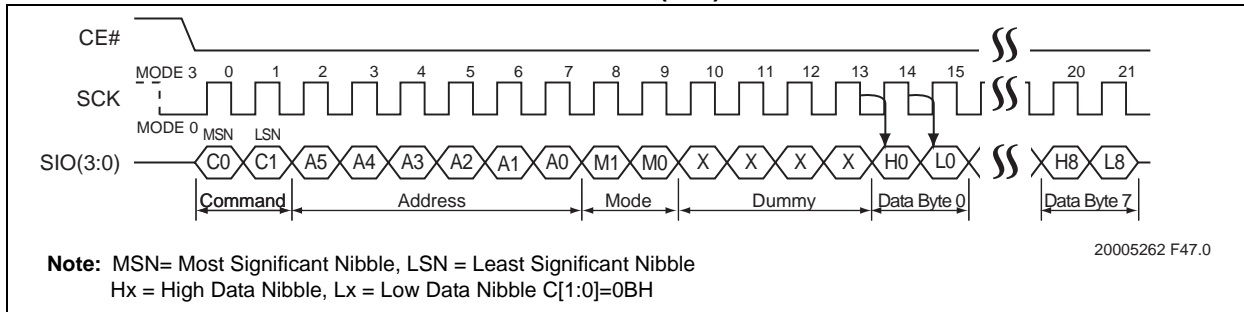 CE#
MODE 3 0 1 2 3 4 5 6 7 8 9 10 11 12 13 14 15 20 21
SCK
MODE 0
MSN LSN
SIO(3:0) C0 C1 A5 A4 A3 A2 A1 A0 M1 M0 X X X X H0 L0 H8 L8
Command Address Mode Dummy Data Byte 0 Data Byte 7
20005262 F47.0
Note: MSN= Most Significant Nibble, LSN = Least Significant Nibble
Hx = High Data Nibble, Lx = Low Data Nibble C[1:0]=0BH